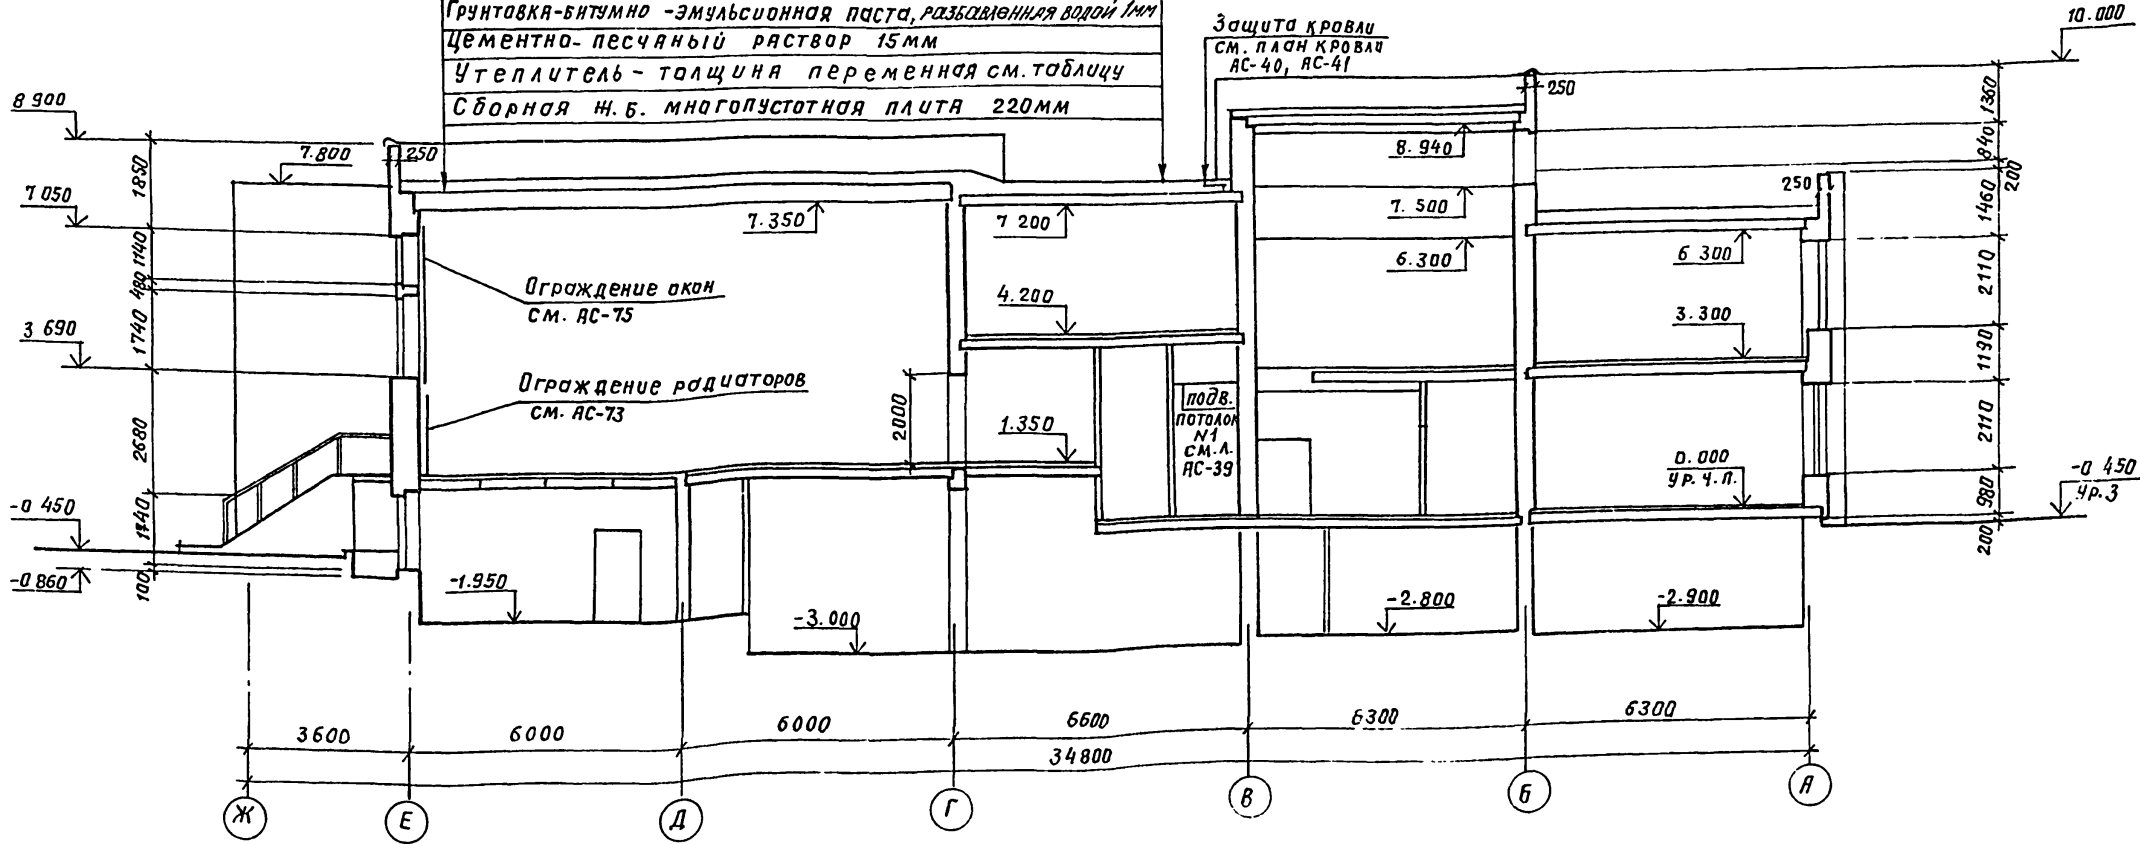 Грунтовка-битумно-эмульсионная паста, разбавленная водой 1мм
Цементно-песчаный раствор 15мм
Утеплитель - толщина переменная см. таблицу
Сборная ж.б. многопустотная плита 220мм
Защита кровли
см. план кровли
АС-40, АС-41
10.000
8 900
7.800
250
250
1360
840
200
8.940
1850
7 050
7.350
7 200
7.500
250
1460
1140
6.300
6 300
2110
480
Ограждение окон
см. АС-75
4.200
3.300
3 690
1740
1190
Ограждение радиаторов
см. АС-73
2000
1.350
подв.
потолок
№1
см.л.
АС-39
2680
2110
0.000
ур.ч.п.
-0 450
ур.з
980
200
-0 450
-0 860
100
-1.950
-3.000
-2.800
-2.900
3600
6000
6000
6600
6300
6300
34800
Ж
Е
Д
Г
В
Б
А